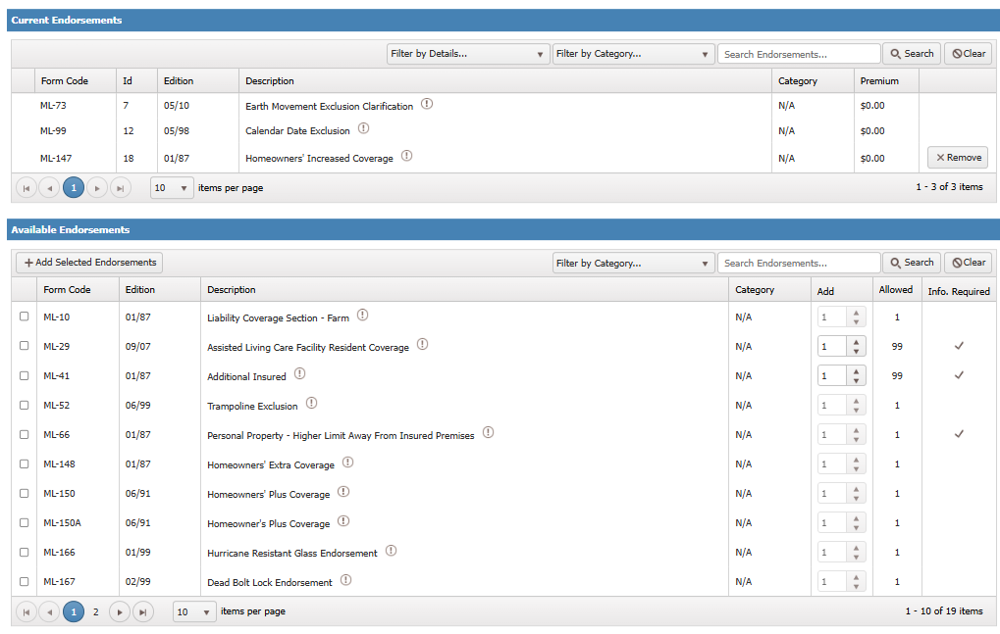 Current Endorsements
Filter by Details... Filter by Category... Search Endorsements... Search Clear
Form Code Id Edition Description Category Premium
ML-73 7 05/10 Earth Movement Exclusion Clarification N/A $0.00
ML-99 12 05/98 Calendar Date Exclusion N/A $0.00
ML-147 18 01/87 Homeowners' Increased Coverage N/A $0.00 Remove
1 10 items per page 1 - 3 of 3 items
Available Endorsements
Add Selected Endorsements Filter by Category... Search Endorsements... Search Clear
Form Code Edition Description Category Add Allowed Info. Required
ML-10 01/87 Liability Coverage Section - Farm N/A 1 1
ML-29 09/07 Assisted Living Care Facility Resident Coverage N/A 1 99
ML-41 01/87 Additional Insured N/A 1 99
ML-52 06/99 Trampoline Exclusion N/A 1 1
ML-66 01/87 Personal Property - Higher Limit Away From Insured Premises N/A 1 1
ML-148 01/87 Homeowners' Extra Coverage N/A 1 1
ML-150 06/91 Homeowners' Plus Coverage N/A 1 1
ML-150A 06/91 Homeowner's Plus Coverage N/A 1 1
ML-166 01/99 Hurricane Resistant Glass Endorsement N/A 1 1
ML-167 02/99 Dead Bolt Lock Endorsement N/A 1 1
1 2 10 items per page 1 - 10 of 19 items